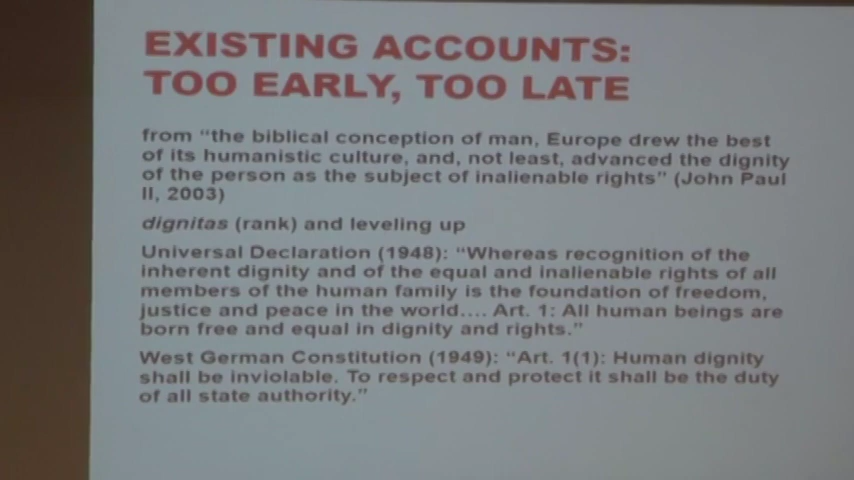 EXISTING ACCOUNTS:
TOO EARLY, TOO LATE
from “the biblical conception of man, Europe drew the best
of its humanistic culture, and, not least, advanced the dignity
of the person as the subject of inalienable rights” (John Paul
II, 2003)
dignitas (rank) and leveling up
Universal Declaration (1948): “Whereas recognition of the
inherent dignity and of the equal and inalienable rights of all
members of the human family is the foundation of freedom,
justice and peace in the world.... Art. 1: All human beings are
born free and equal in dignity and rights.”
West German Constitution (1949): “Art. 1(1): Human dignity
shall be inviolable. To respect and protect it shall be the duty
of all state authority.”